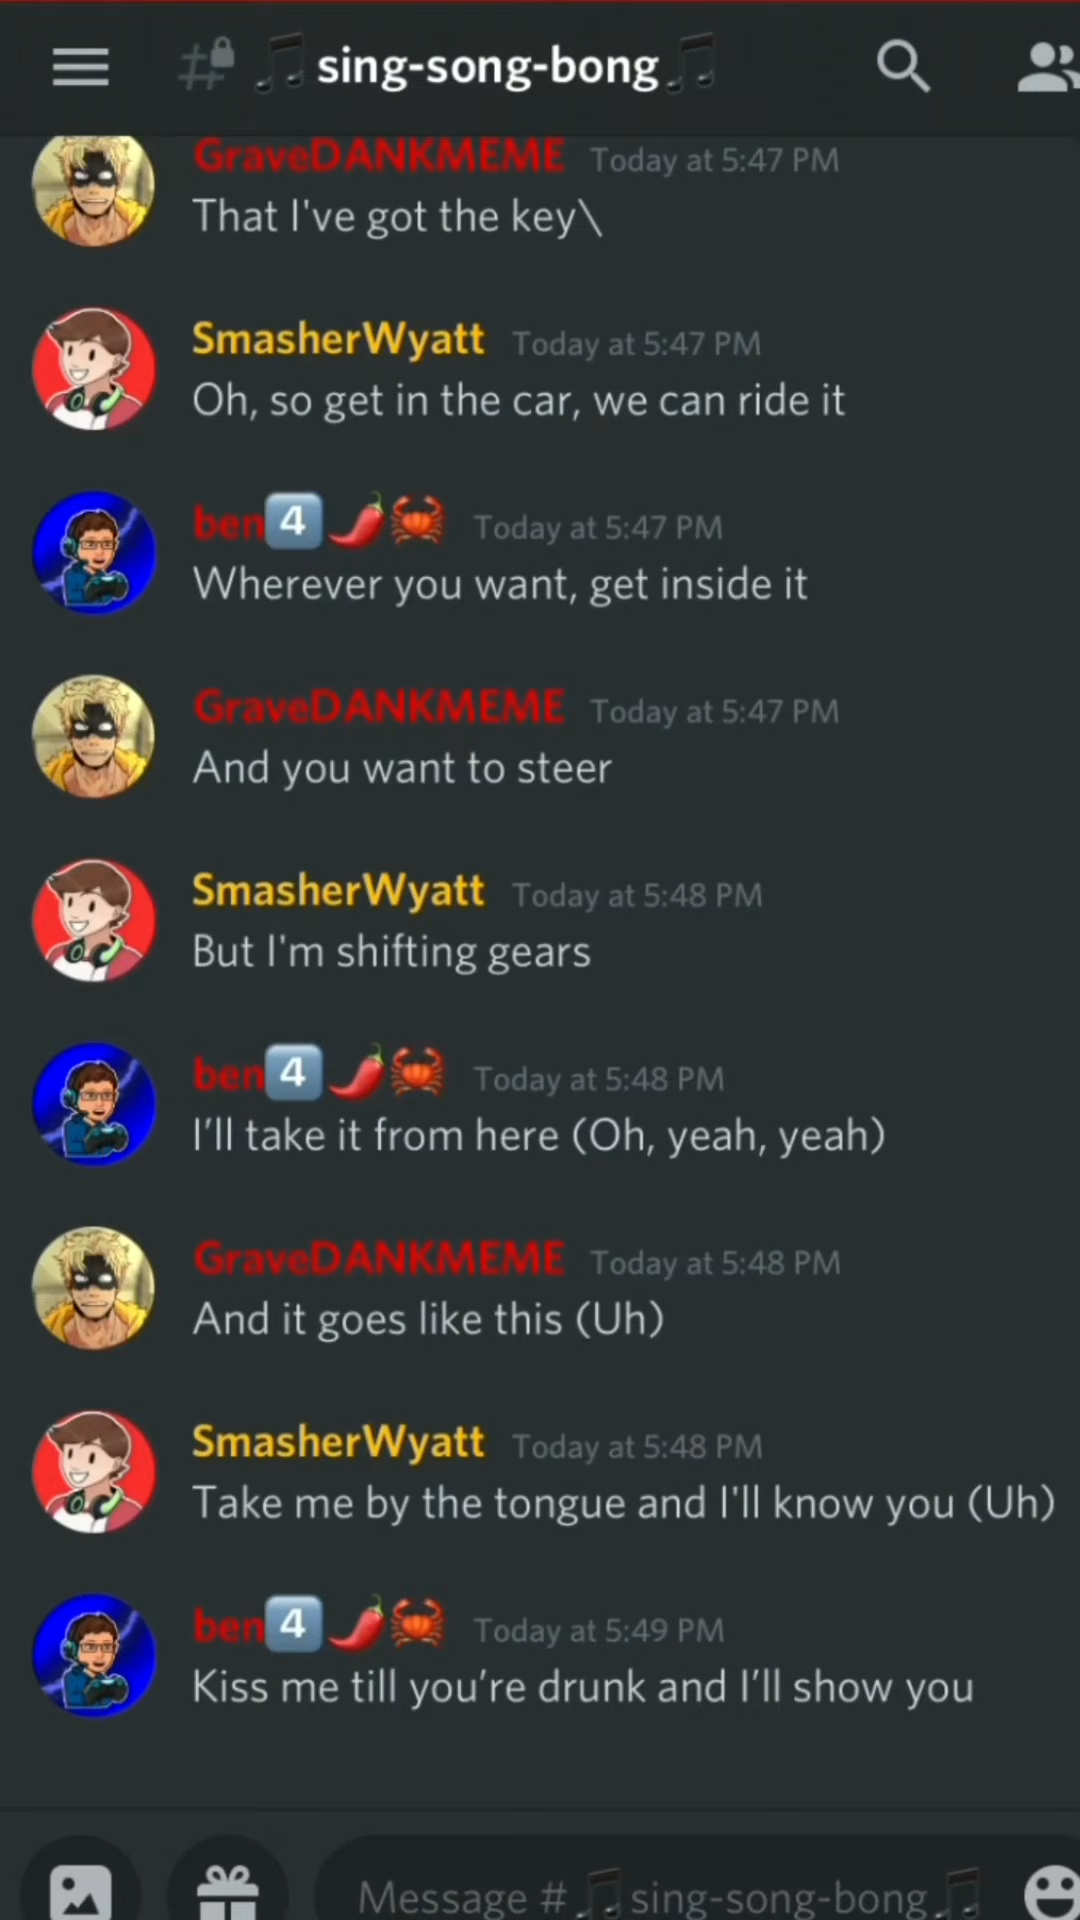 🎵sing-song-bong🎵
GraveDANKMEME Today at 5:47 PM
That I've got the key\
SmasherWyatt Today at 5:47 PM
Oh, so get in the car, we can ride it
ben4️⃣🌶️🦀 Today at 5:47 PM
Wherever you want, get inside it
GraveDANKMEME Today at 5:47 PM
And you want to steer
SmasherWyatt Today at 5:48 PM
But I'm shifting gears
ben4️⃣🌶️🦀 Today at 5:48 PM
I’ll take it from here (Oh, yeah, yeah)
GraveDANKMEME Today at 5:48 PM
And it goes like this (Uh)
SmasherWyatt Today at 5:48 PM
Take me by the tongue and I'll know you (Uh)
ben4️⃣🌶️🦀 Today at 5:49 PM
Kiss me till you’re drunk and I’ll show you
Message #🎵sing-song-bong🎵